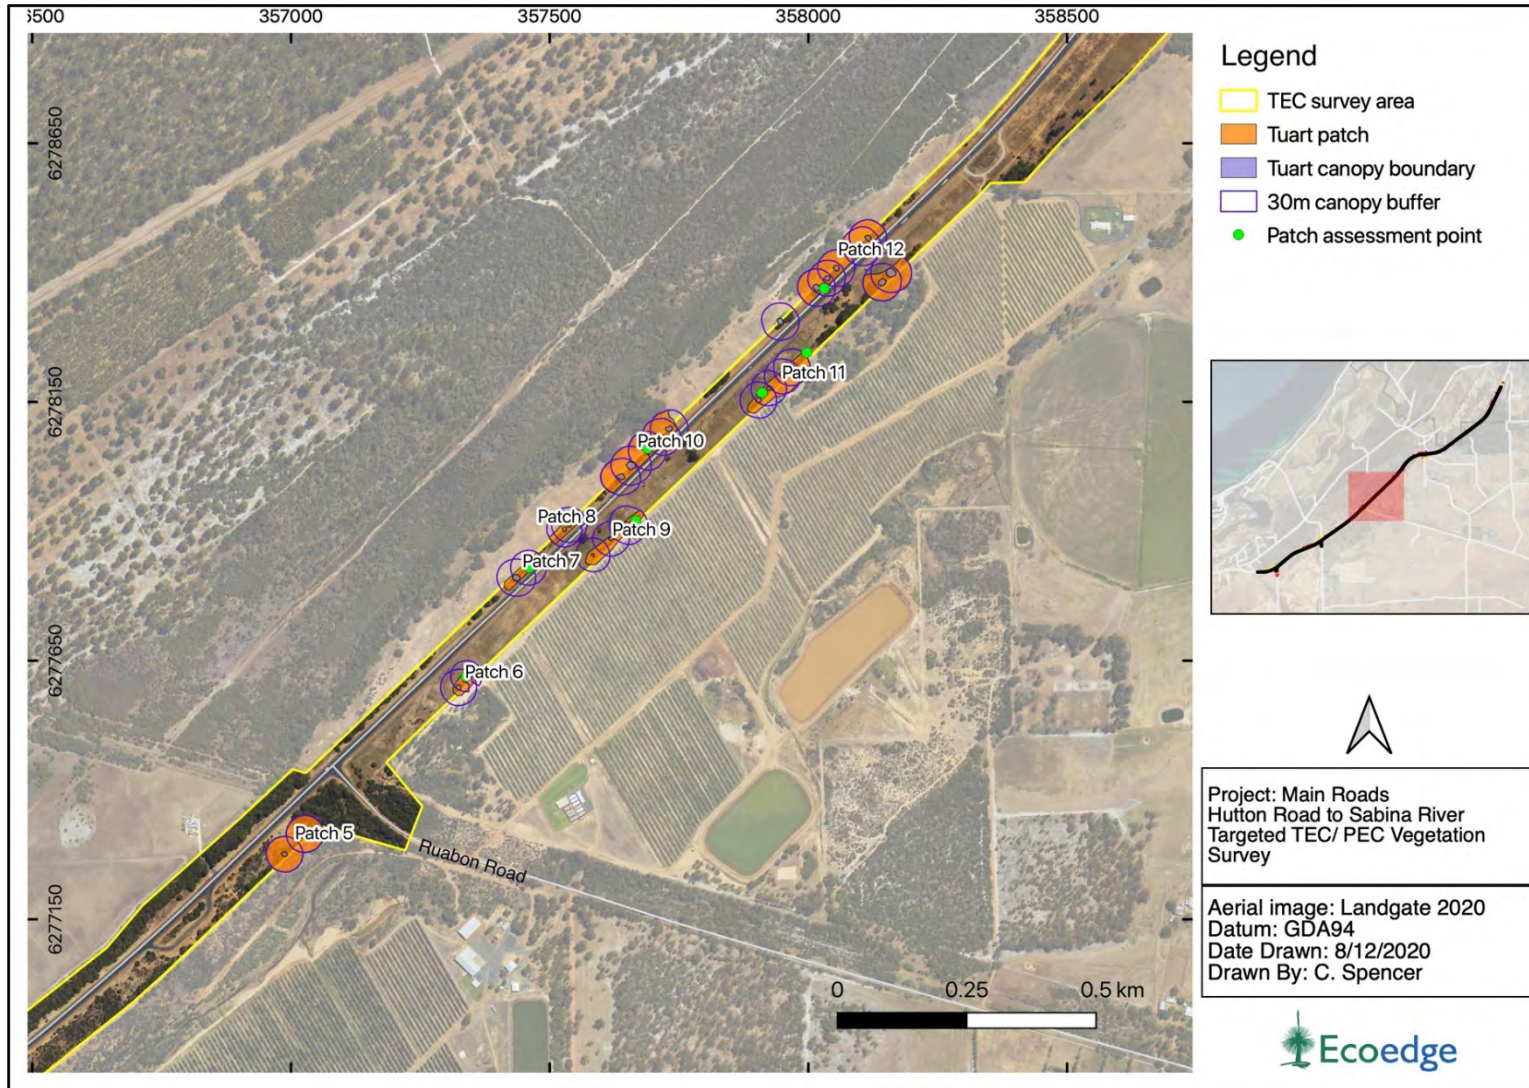 6500 357000 357500 358000 358500
6278650
6278150
6277650
6277150
Patch 12
Patch 11
Patch 10
Patch 8
Patch 9
Patch 7
Patch 6
Patch 5
Ruabon Road
0 0.25 0.5 km
Legend
TEC survey area
Tuart patch
Tuart canopy boundary
30m canopy buffer
Patch assessment point
Project: Main Roads
Hutton Road to Sabina River
Targeted TEC/ PEC Vegetation
Survey
Aerial image: Landgate 2020
Datum: GDA94
Date Drawn: 8/12/2020
Drawn By: C. Spencer
Ecoedge